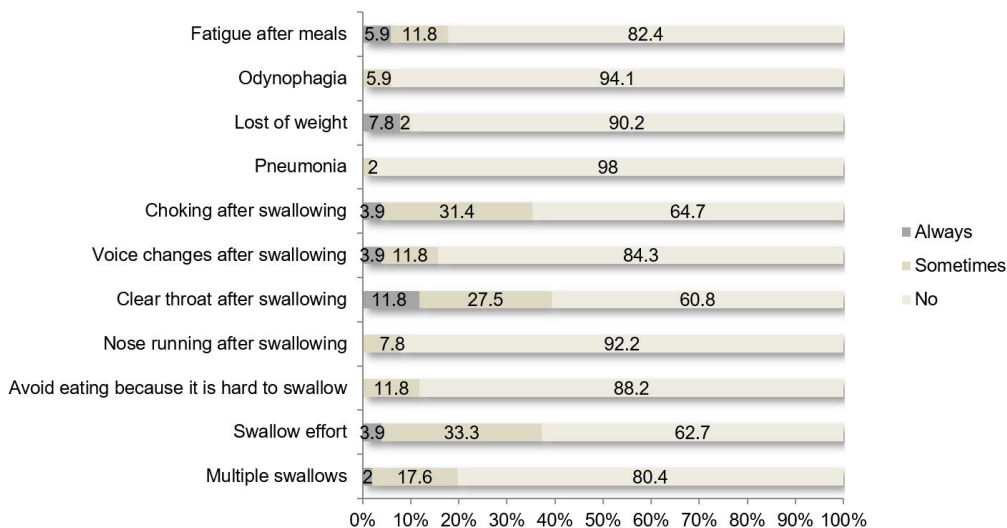 Fatigue after meals 5.9 11.8 82.4
Odynophagia 5.9 94.1
Lost of weight 7.8 2 90.2
Pneumonia 2 98
Choking after swallowing 3.9 31.4 64.7
Voice changes after swallowing 3.9 11.8 84.3
Clear throat after swallowing 11.8 27.5 60.8
Nose running after swallowing 7.8 92.2
Avoid eating because it is hard to swallow 11.8 88.2
Swallow effort 3.9 33.3 62.7
Multiple swallows 2 17.6 80.4
0% 10% 20% 30% 40% 50% 60% 70% 80% 90% 100%
Always
Sometimes
No